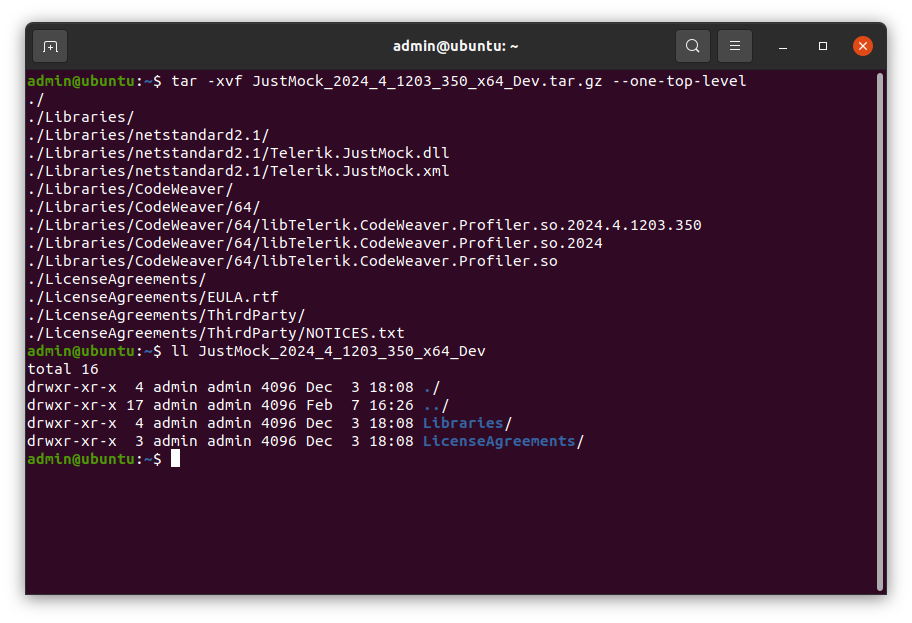 admin@ubuntu: ~
admin@ubuntu:~$ tar -xvf JustMock_2024_4_1203_350_x64_Dev.tar.gz --one-top-level
./
./Libraries/
./Libraries/netstandard2.1/
./Libraries/netstandard2.1/Telerik.JustMock.dll
./Libraries/netstandard2.1/Telerik.JustMock.xml
./Libraries/CodeWeaver/
./Libraries/CodeWeaver/64/
./Libraries/CodeWeaver/64/libTelerik.CodeWeaver.Profiler.so.2024.4.1203.350
./Libraries/CodeWeaver/64/libTelerik.CodeWeaver.Profiler.so.2024
./Libraries/CodeWeaver/64/libTelerik.CodeWeaver.Profiler.so
./LicenseAgreements/
./LicenseAgreements/EULA.rtf
./LicenseAgreements/ThirdParty/
./LicenseAgreements/ThirdParty/NOTICES.txt
admin@ubuntu:~$ ll JustMock_2024_4_1203_350_x64_Dev
total 16
drwxr-xr-x  4 admin admin 4096 Dec  3 18:08 ./
drwxr-xr-x 17 admin admin 4096 Feb  7 16:26 ../
drwxr-xr-x  4 admin admin 4096 Dec  3 18:08 Libraries/
drwxr-xr-x  3 admin admin 4096 Dec  3 18:08 LicenseAgreements/
admin@ubuntu:~$